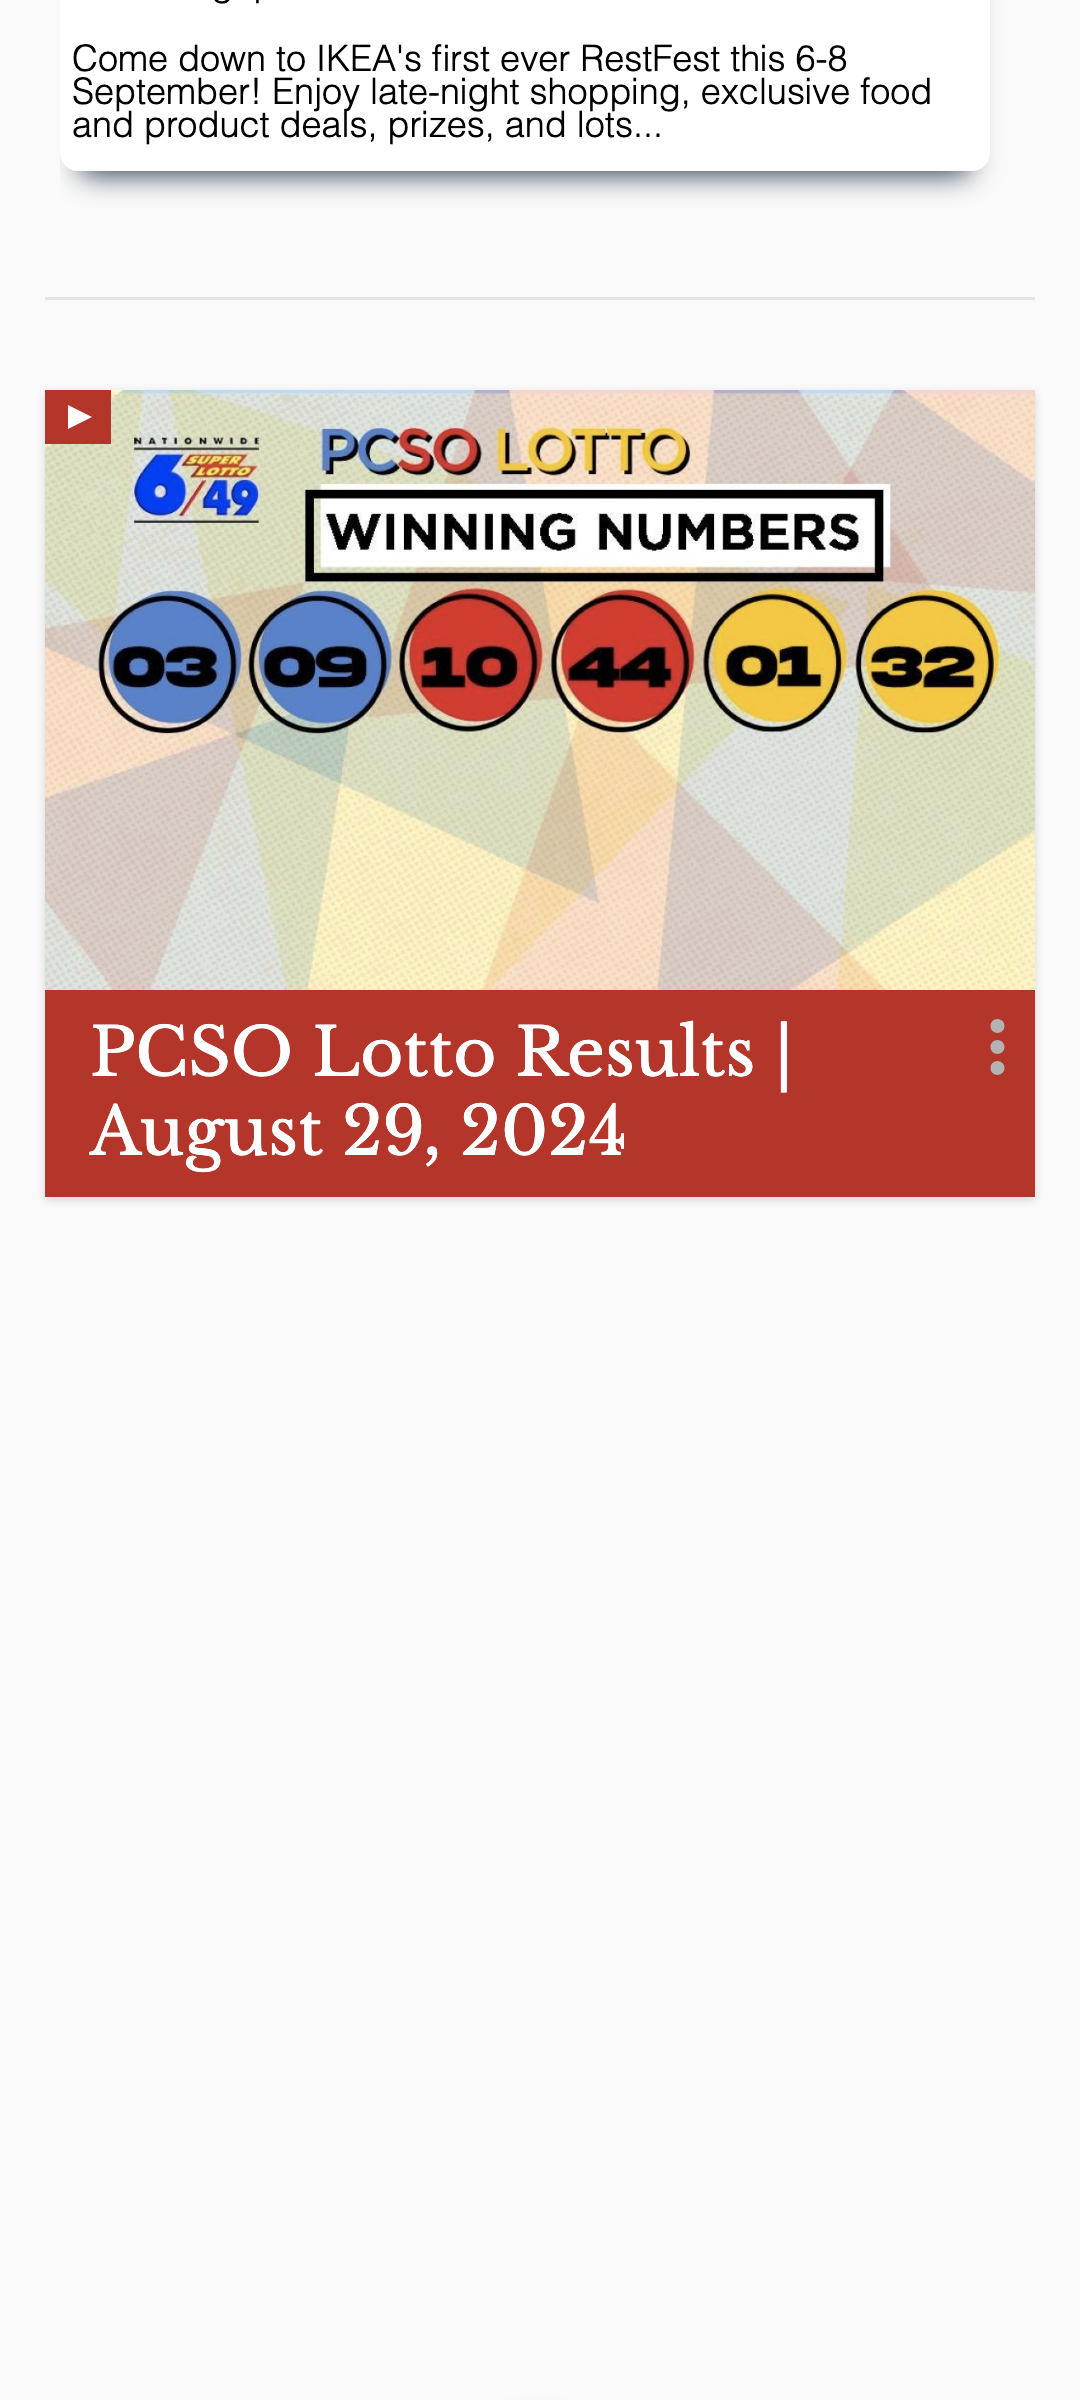 Come down to IKEA's first ever RestFest this 6-8
September! Enjoy late-night shopping, exclusive food
and product deals, prizes, and lots...
NATIONWIDE
SUPER
LOTTO
6/49
PCSO LOTTO
WINNING NUMBERS
03 09 10 44 01 32
PCSO Lotto Results |
August 29, 2024